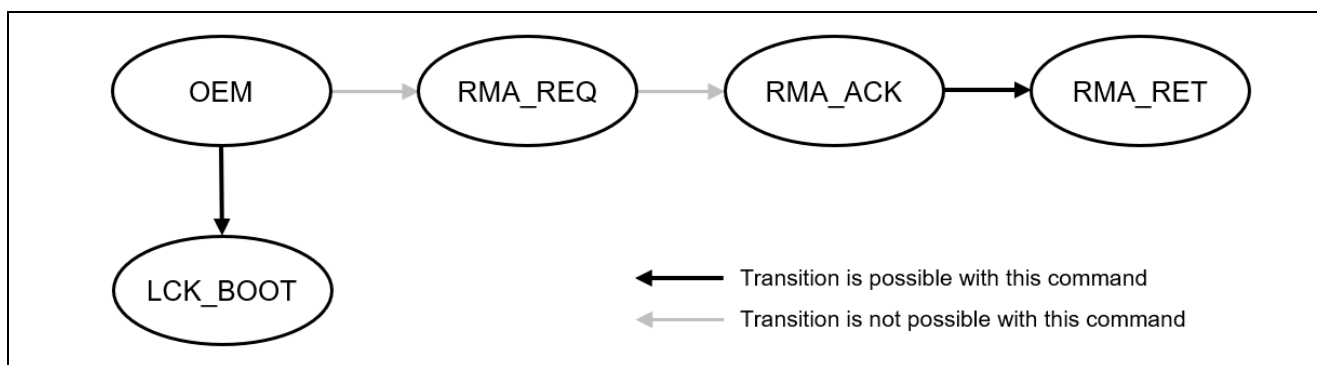 OEM
RMA_REQ
RMA_ACK
RMA_RET
LCK_BOOT
Transition is possible with this command
Transition is not possible with this command